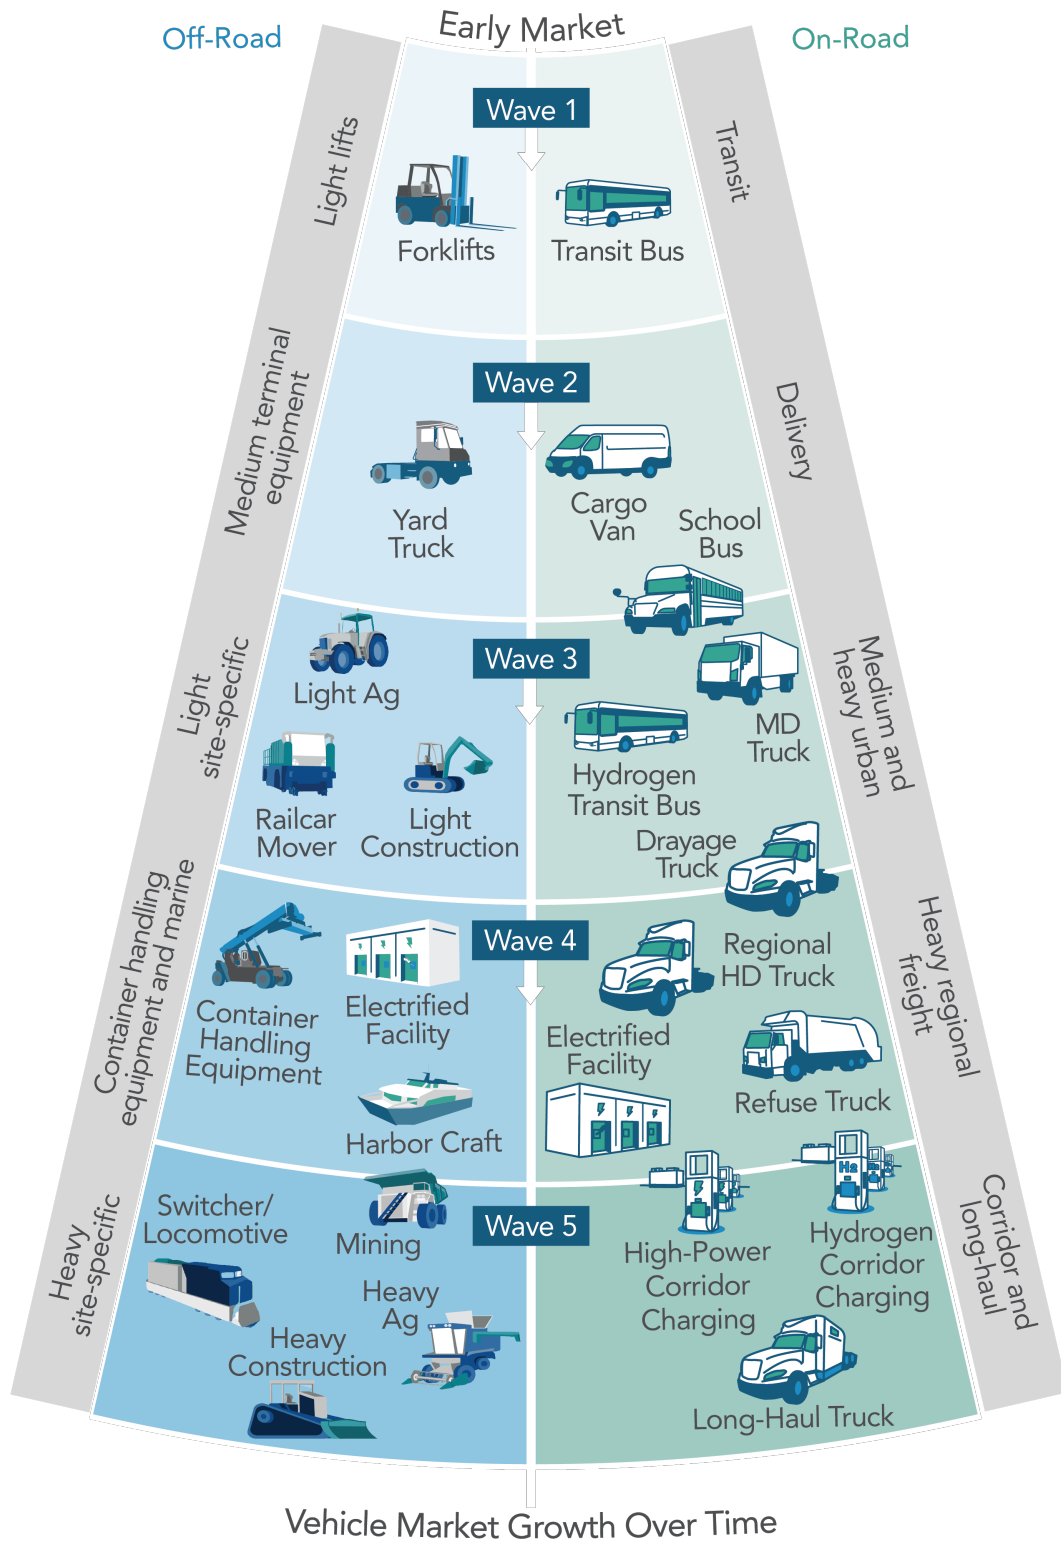 Early Market
Off-Road
On-Road
Wave 1
Light lifts
Transit
Forklifts
Transit Bus
Wave 2
Medium terminal
equipment
Delivery
Yard
Truck
Cargo
Van
School
Bus
Wave 3
Light
site-specific
Medium and
heavy urban
Light Ag
MD
Truck
Hydrogen
Transit Bus
Railcar
Mover
Light
Construction
Drayage
Truck
Wave 4
Container handling
equipment and marine
Heavy regional
freight
Container
Handling
Equipment
Electrified
Facility
Regional
HD Truck
Electrified
Facility
Refuse Truck
Harbor Craft
Wave 5
Heavy
site-specific
Corridor and
long-haul
Switcher/
Locomotive
Mining
H2
High-Power
Corridor
Charging
Hydrogen
Corridor
Charging
Heavy
Ag
Heavy
Construction
Long-Haul Truck
Vehicle Market Growth Over Time